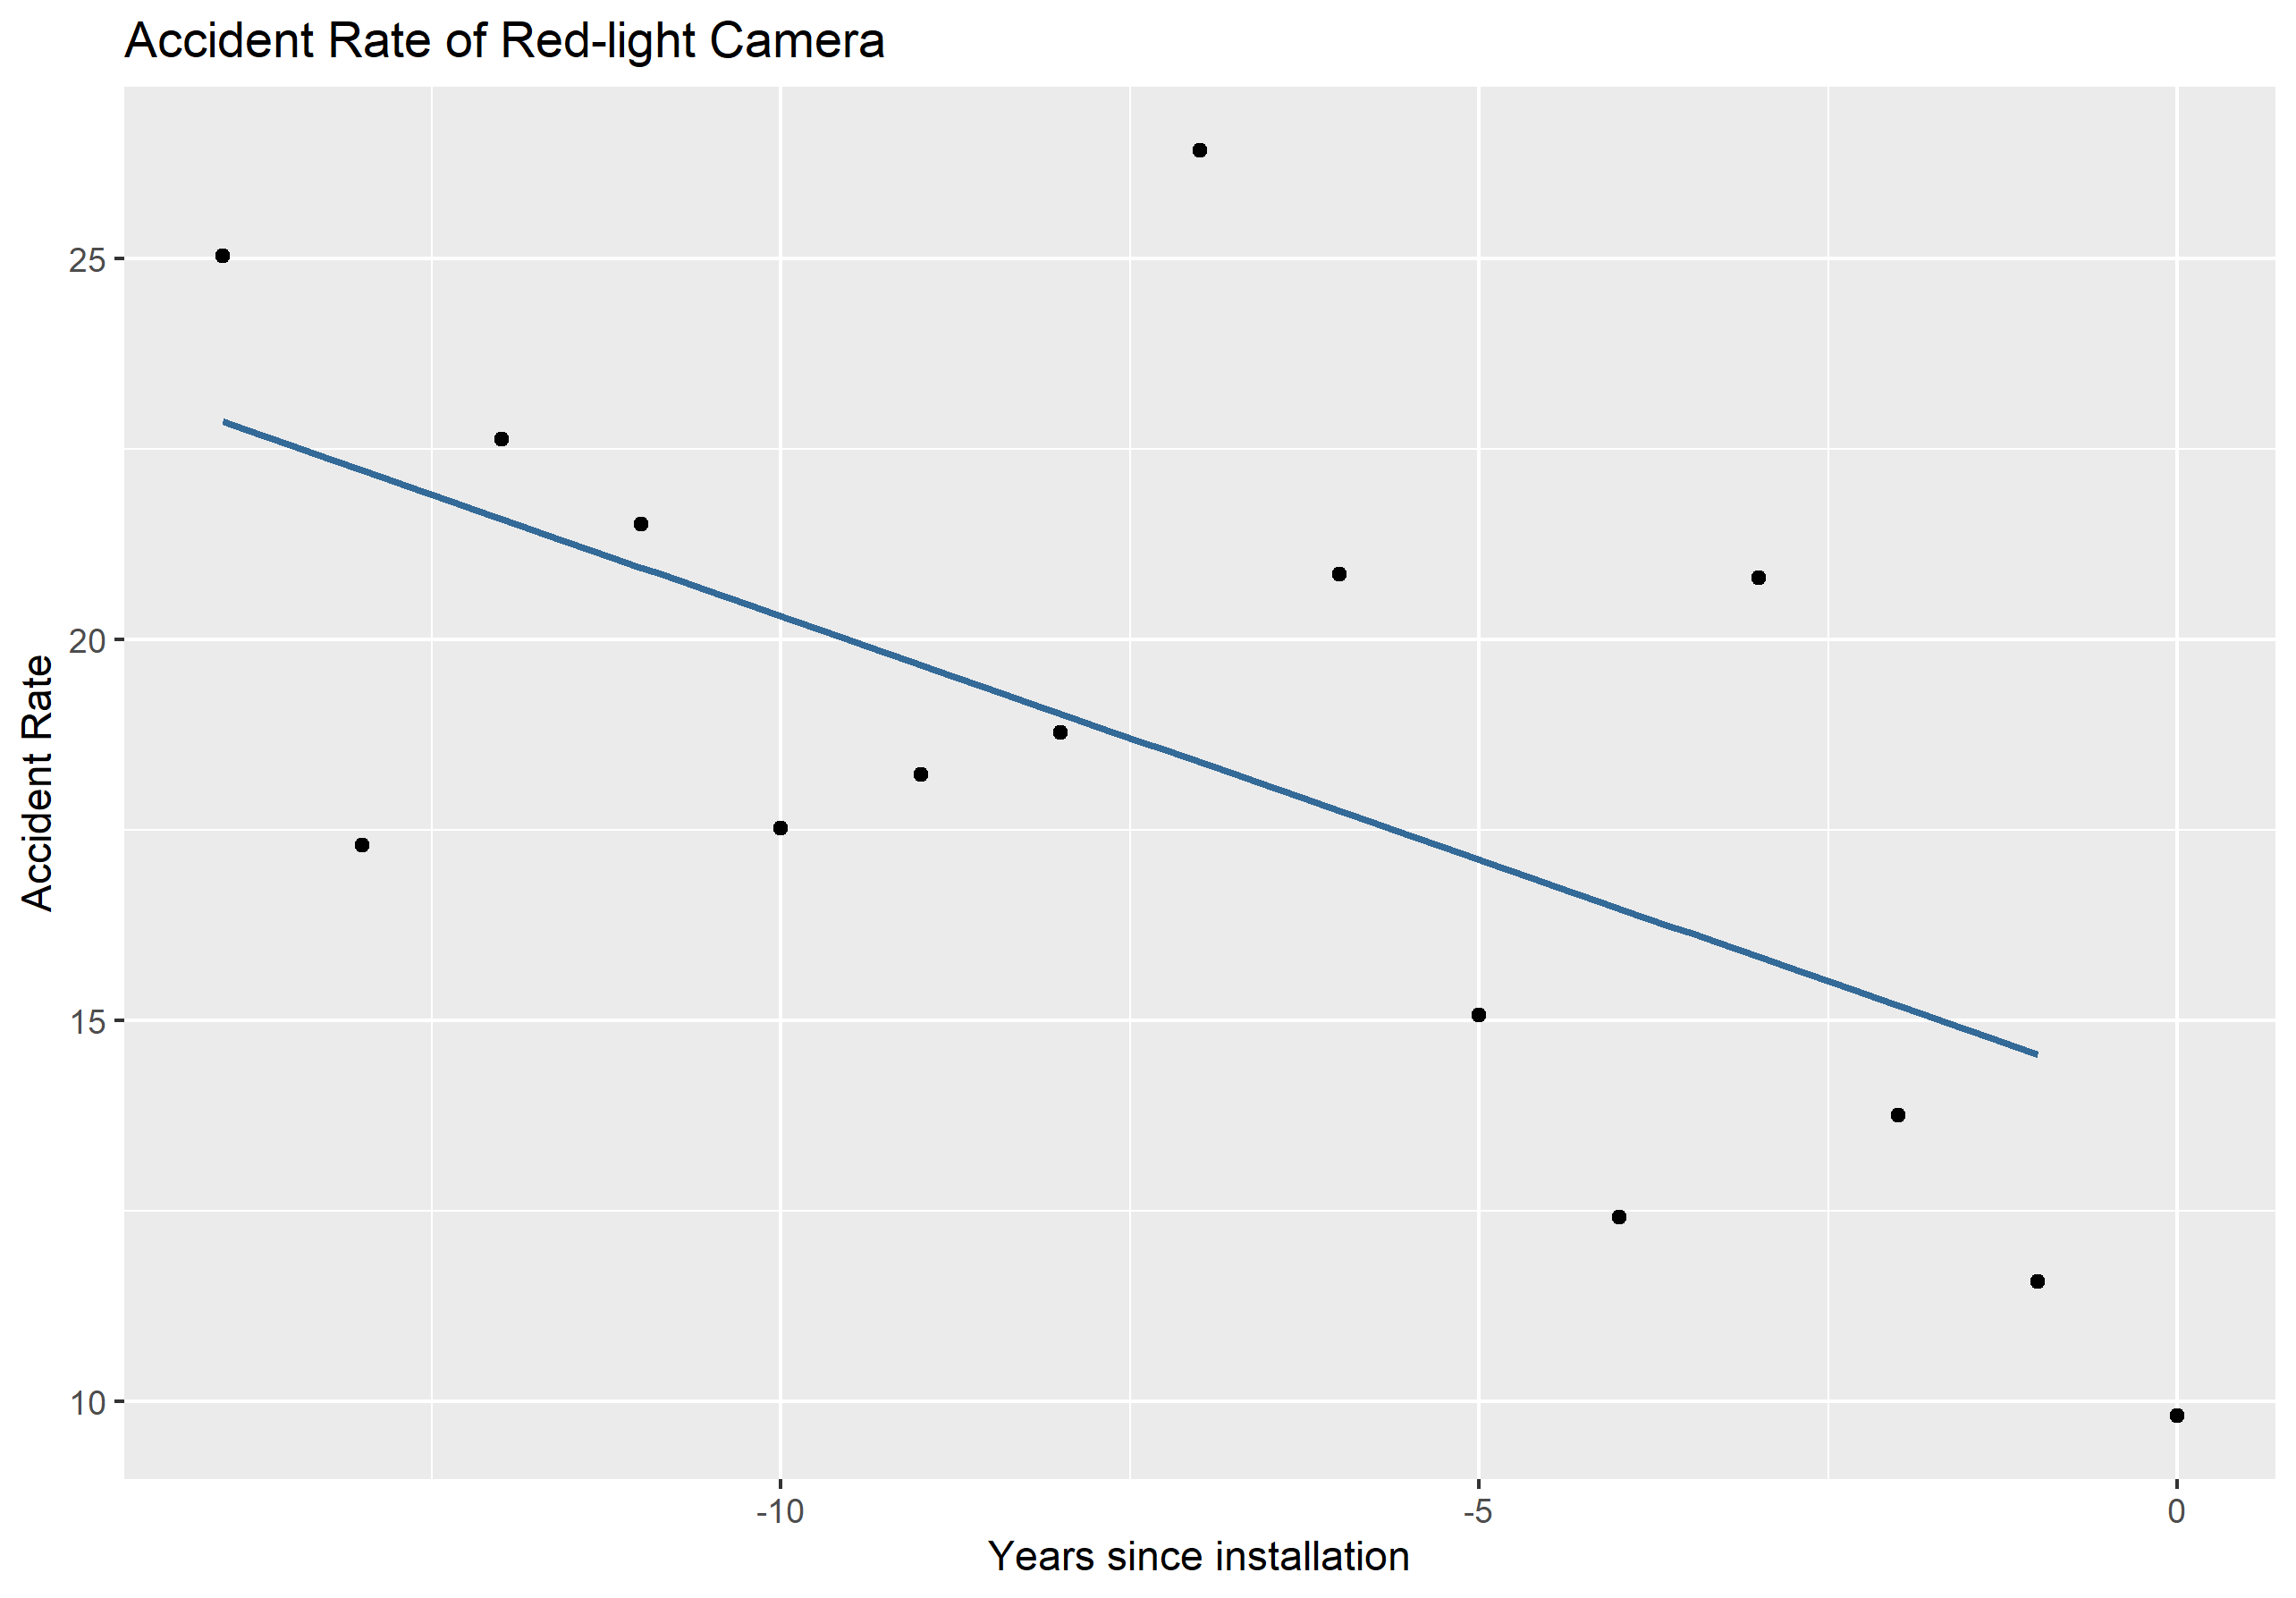 Accident Rate of Red-light Camera
25
20
15
10
Accident Rate
-10
-5
0
Years since installation